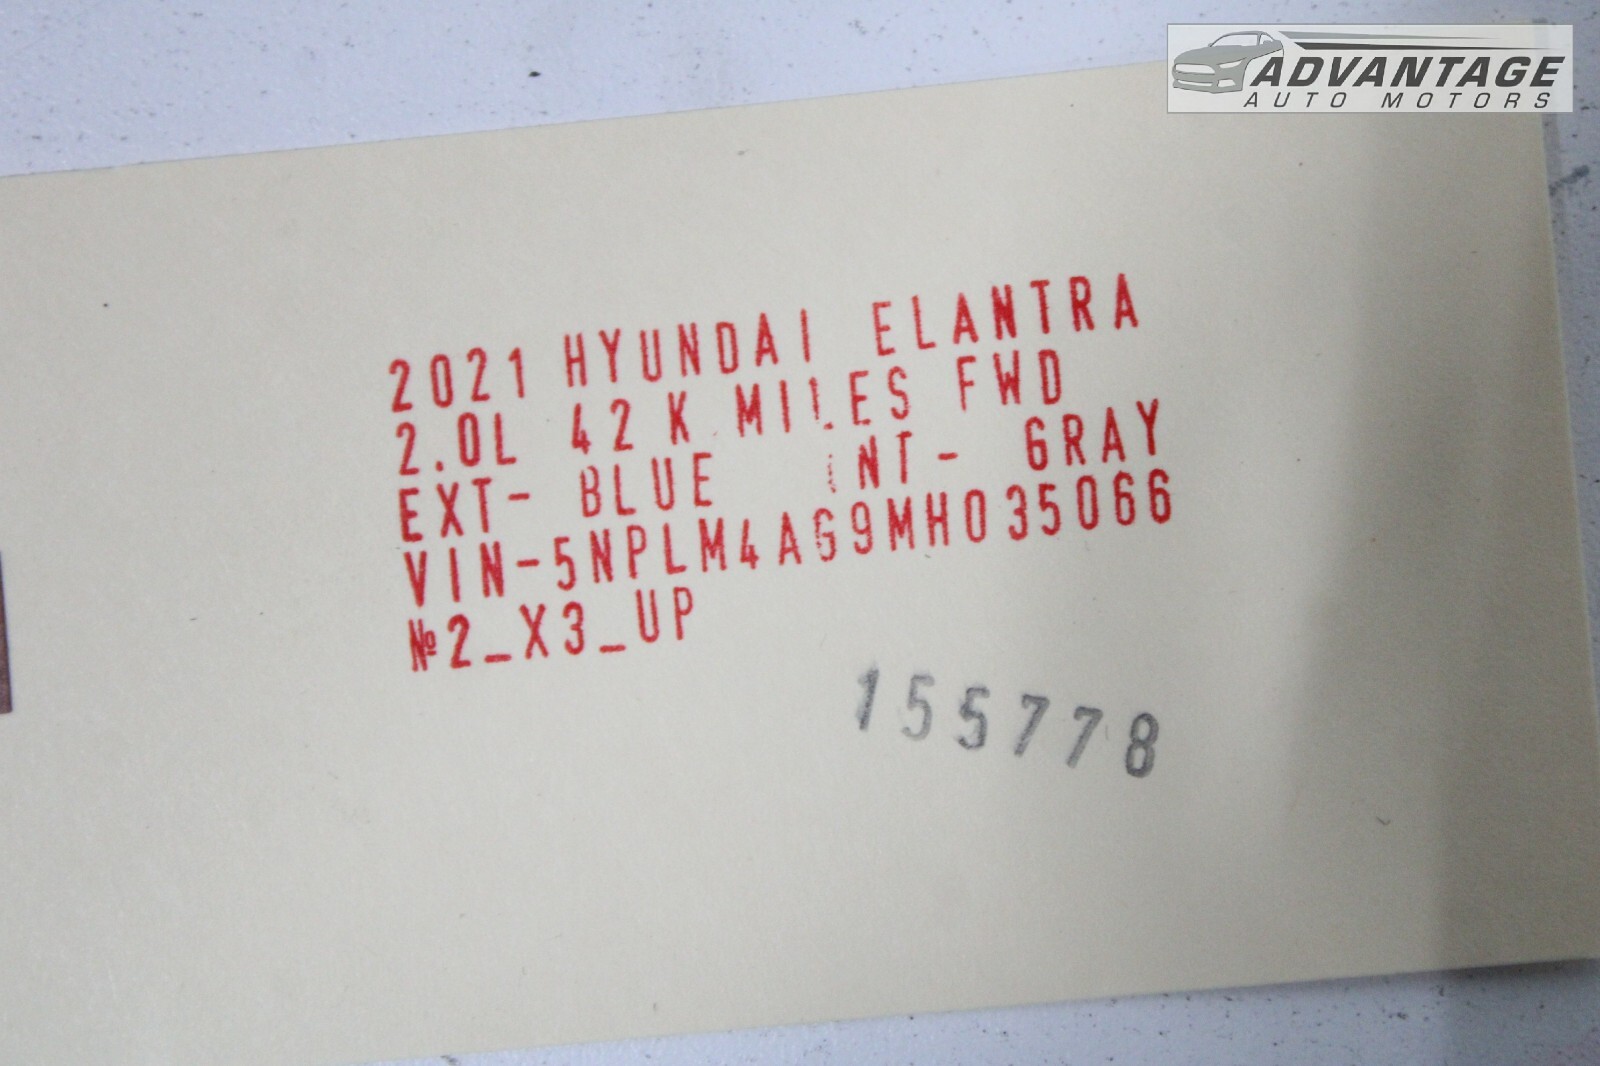 ADVANTAGE
AUTO MOTORS
2021 HYUNDAI ELANTRA
2.0L 42 K MILES FWD
EXT- BLUE INT- GRAY
VIN-5NPLM4AG9MH035066
№2_X3_UP
155778